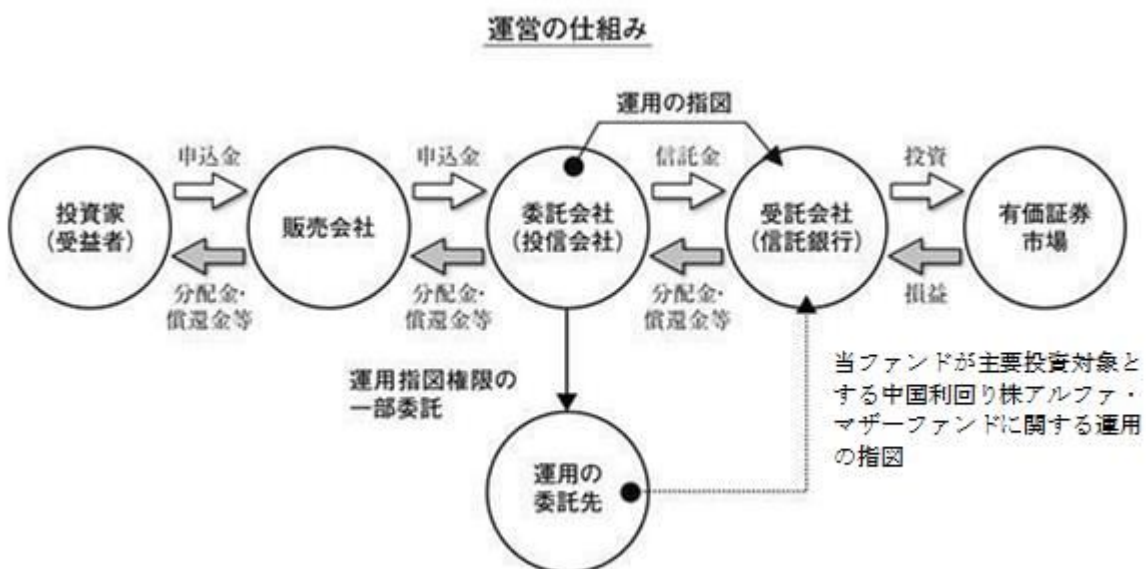 運営の仕組み
運用の指図
申込金
申込金
信託金
投資
投資家
(受益者)
販売会社
委託会社
(投信会社)
受託会社
(信託銀行)
有価証券
市場
分配金・
償還金等
分配金・
償還金等
分配金・
償還金等
損益
運用指図権限の
一部委託
当ファンドが主要投資対象と
する中国利回り株アルファ・
マザーファンドに関する運用
の指図
運用の
委託先